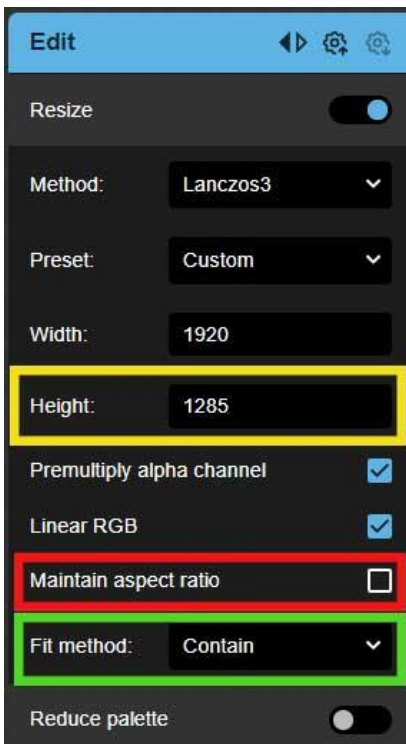 Edit
Resize
Method: Lanczos3
Preset: Custom
Width: 1920
Height: 1285
Premultiply alpha channel
Linear RGB
Maintain aspect ratio
Fit method: Contain
Reduce palette